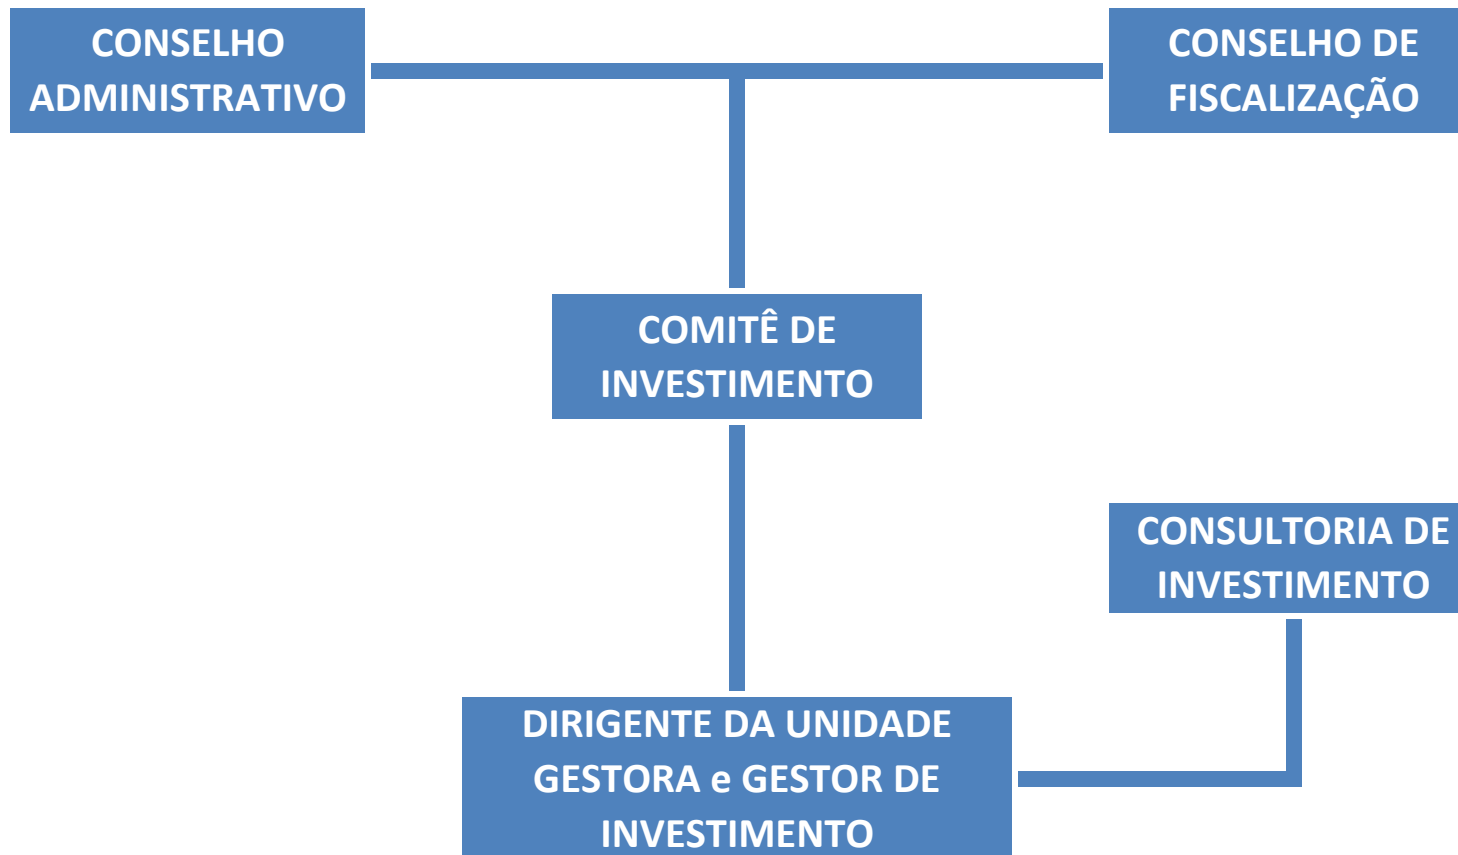 CONSELHO
ADMINISTRATIVO
CONSELHO DE
FISCALIZAÇÃO
COMITÊ DE
INVESTIMENTO
CONSULTORIA DE
INVESTIMENTO
DIRIGENTE DA UNIDADE
GESTORA e GESTOR DE
INVESTIMENTO